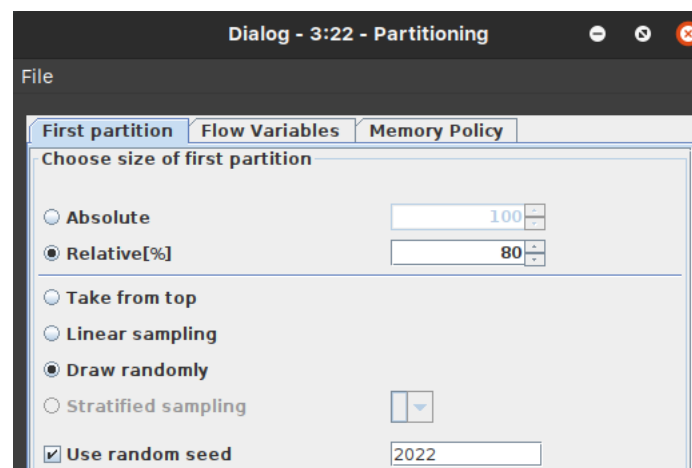 Dialog - 3:22 - Partitioning
File
First partition Flow Variables Memory Policy
Choose size of first partition
Absolute 100
Relative[%] 80
Take from top
Linear sampling
Draw randomly
Stratified sampling
Use random seed 2022